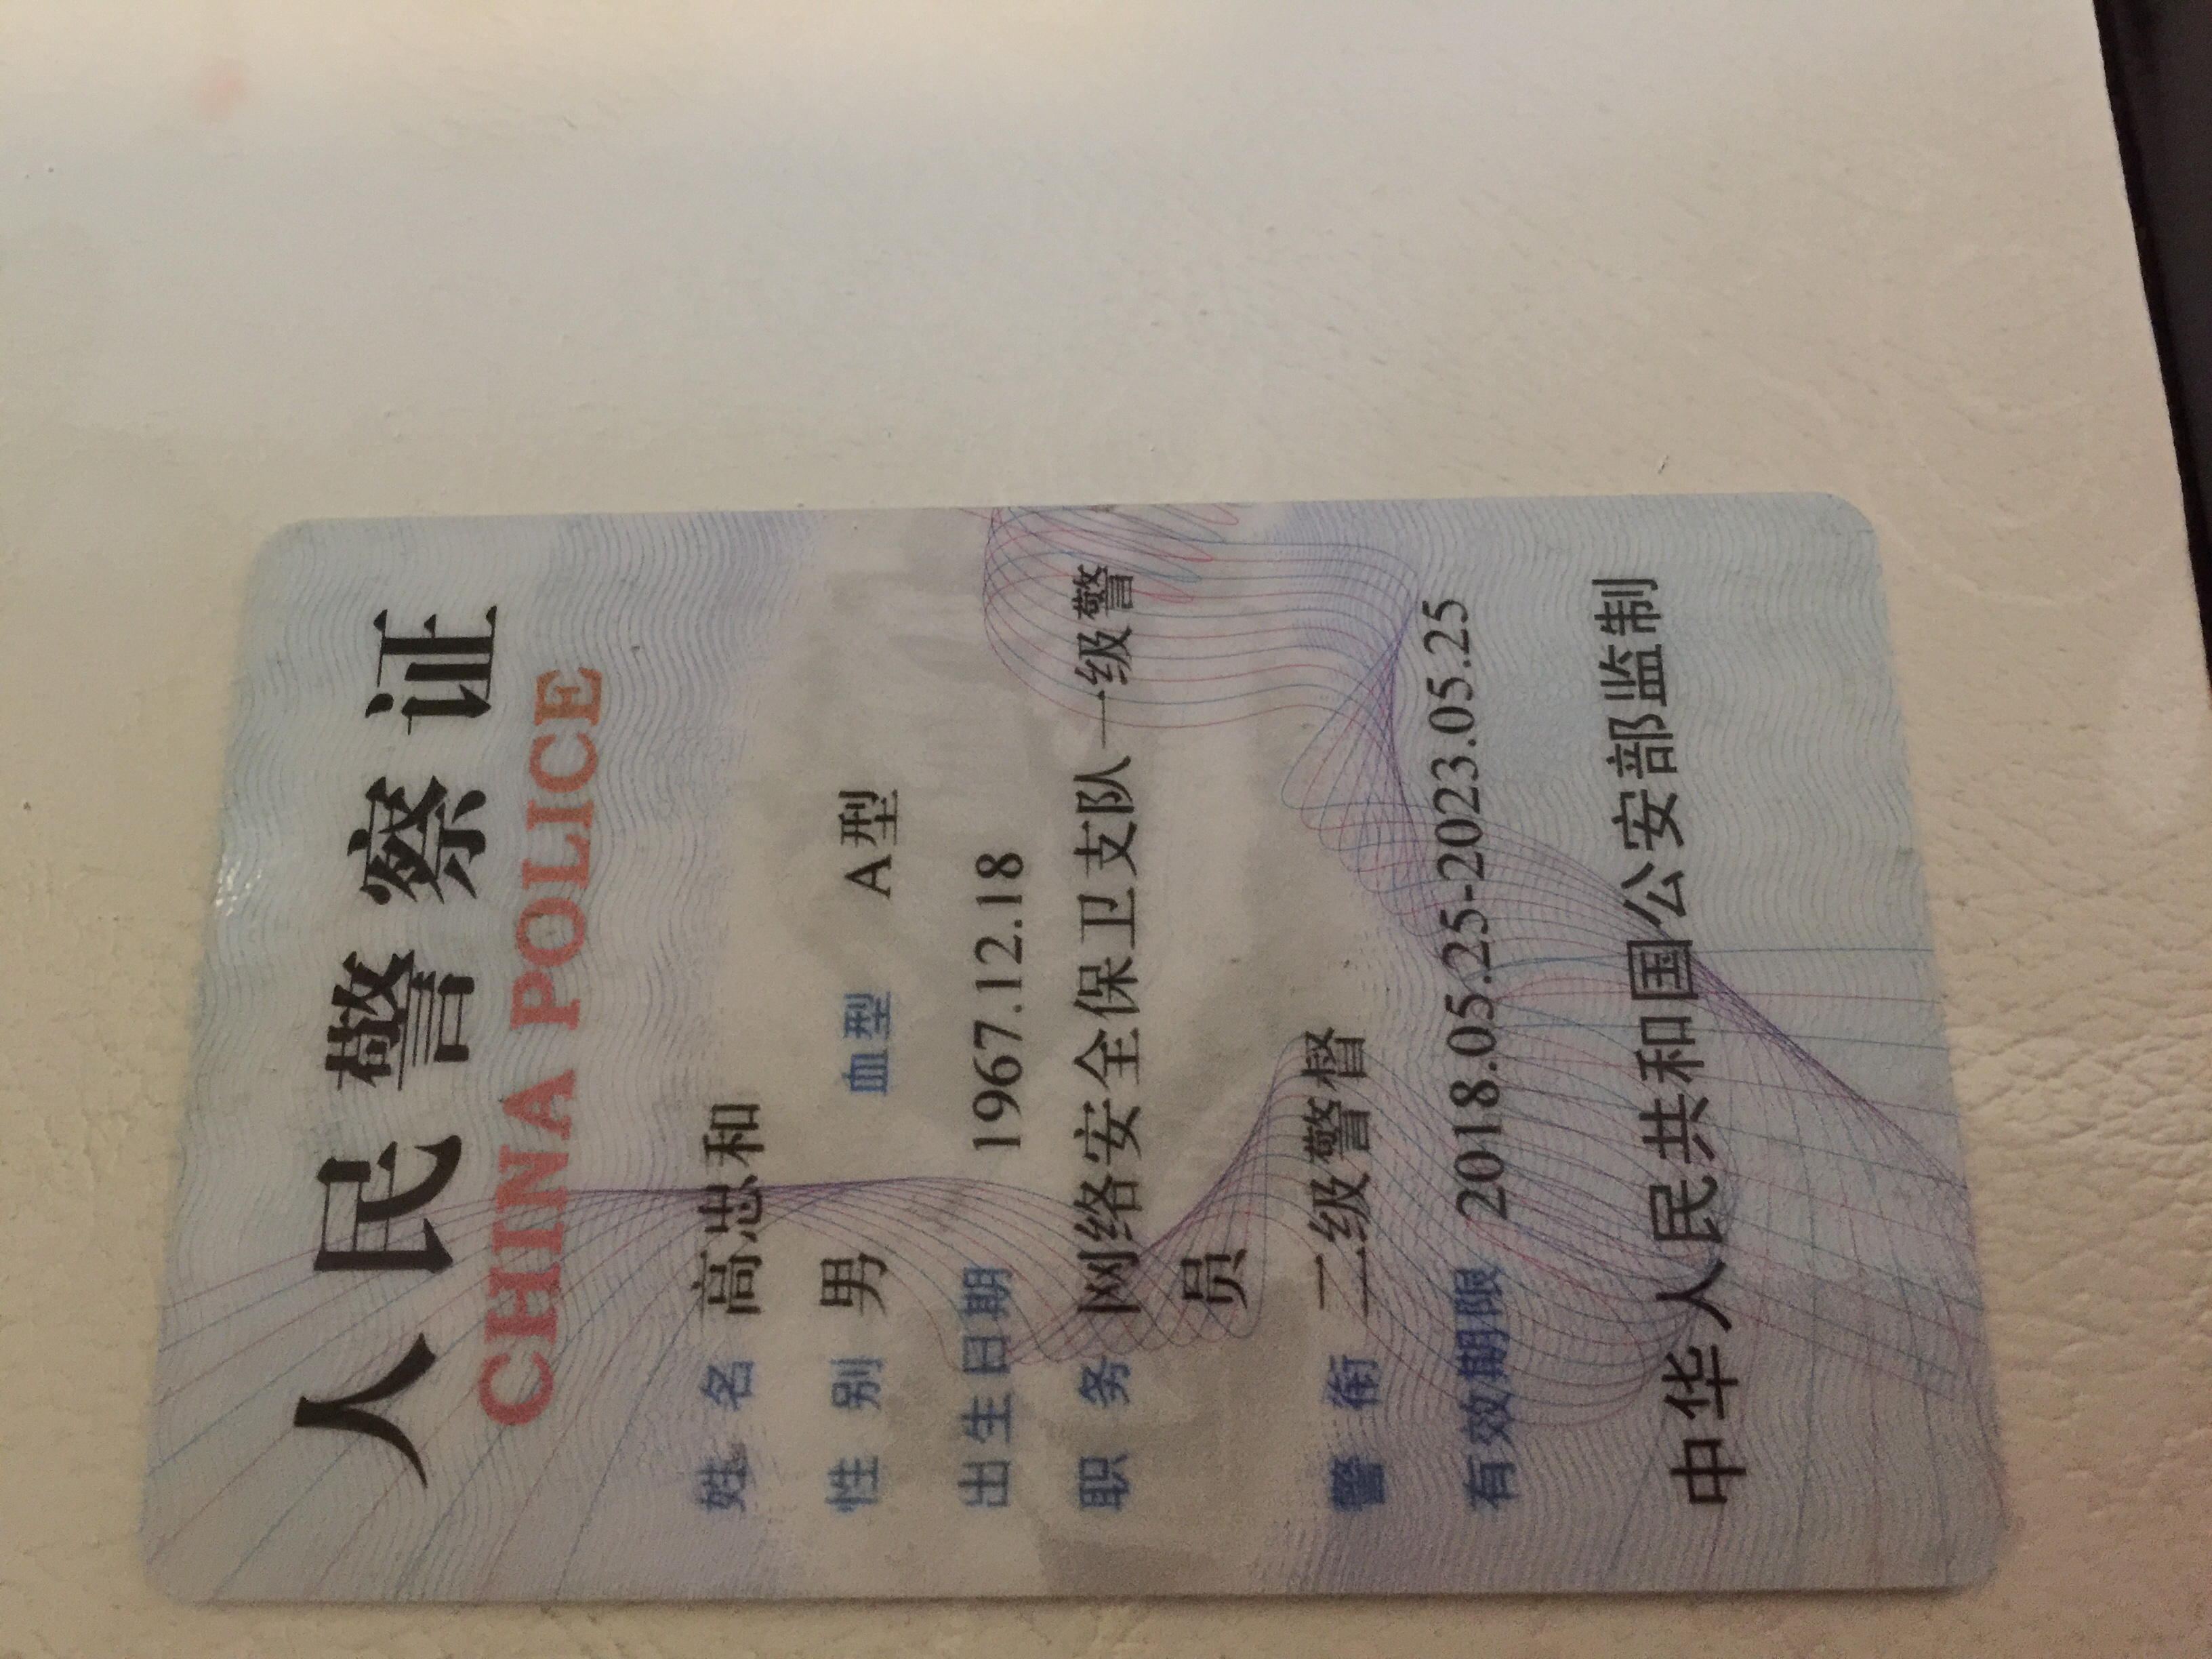 人民警察证
CHINA POLICE
姓 名 高忠和
性 别 男 血型 A型
出生日期 1967.12.18
职 务 网络安全保卫支队一级警
员
警 衔 二级警督
有效期限 2018.05.25-2023.05.25
中华人民共和国公安部监制